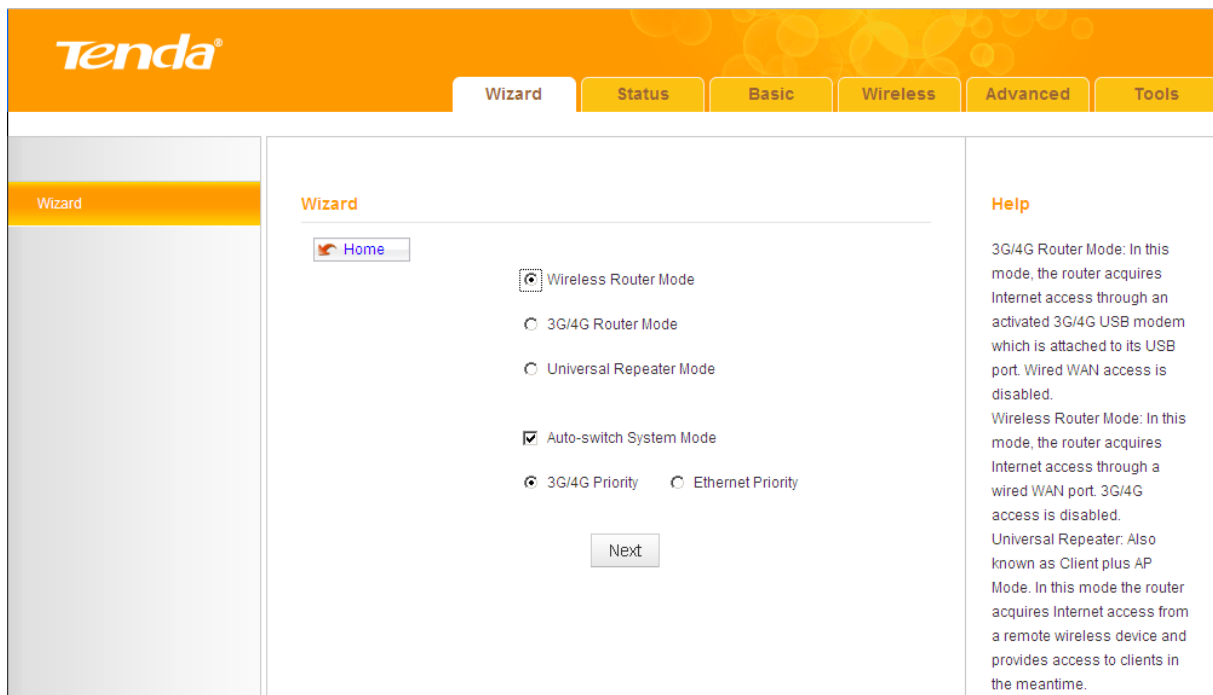 Tenda®
Wizard Status Basic Wireless Advanced Tools
Wizard
Wizard
Home
Wireless Router Mode
3G/4G Router Mode
Universal Repeater Mode
Auto-switch System Mode
3G/4G Priority Ethernet Priority
Next
Help
3G/4G Router Mode: In this
mode, the router acquires
Internet access through an
activated 3G/4G USB modem
which is attached to its USB
port. Wired WAN access is
disabled.
Wireless Router Mode: In this
mode, the router acquires
Internet access through a
wired WAN port. 3G/4G
access is disabled.
Universal Repeater: Also
known as Client plus AP
Mode. In this mode the router
acquires Internet access from
a remote wireless device and
provides access to clients in
the meantime.